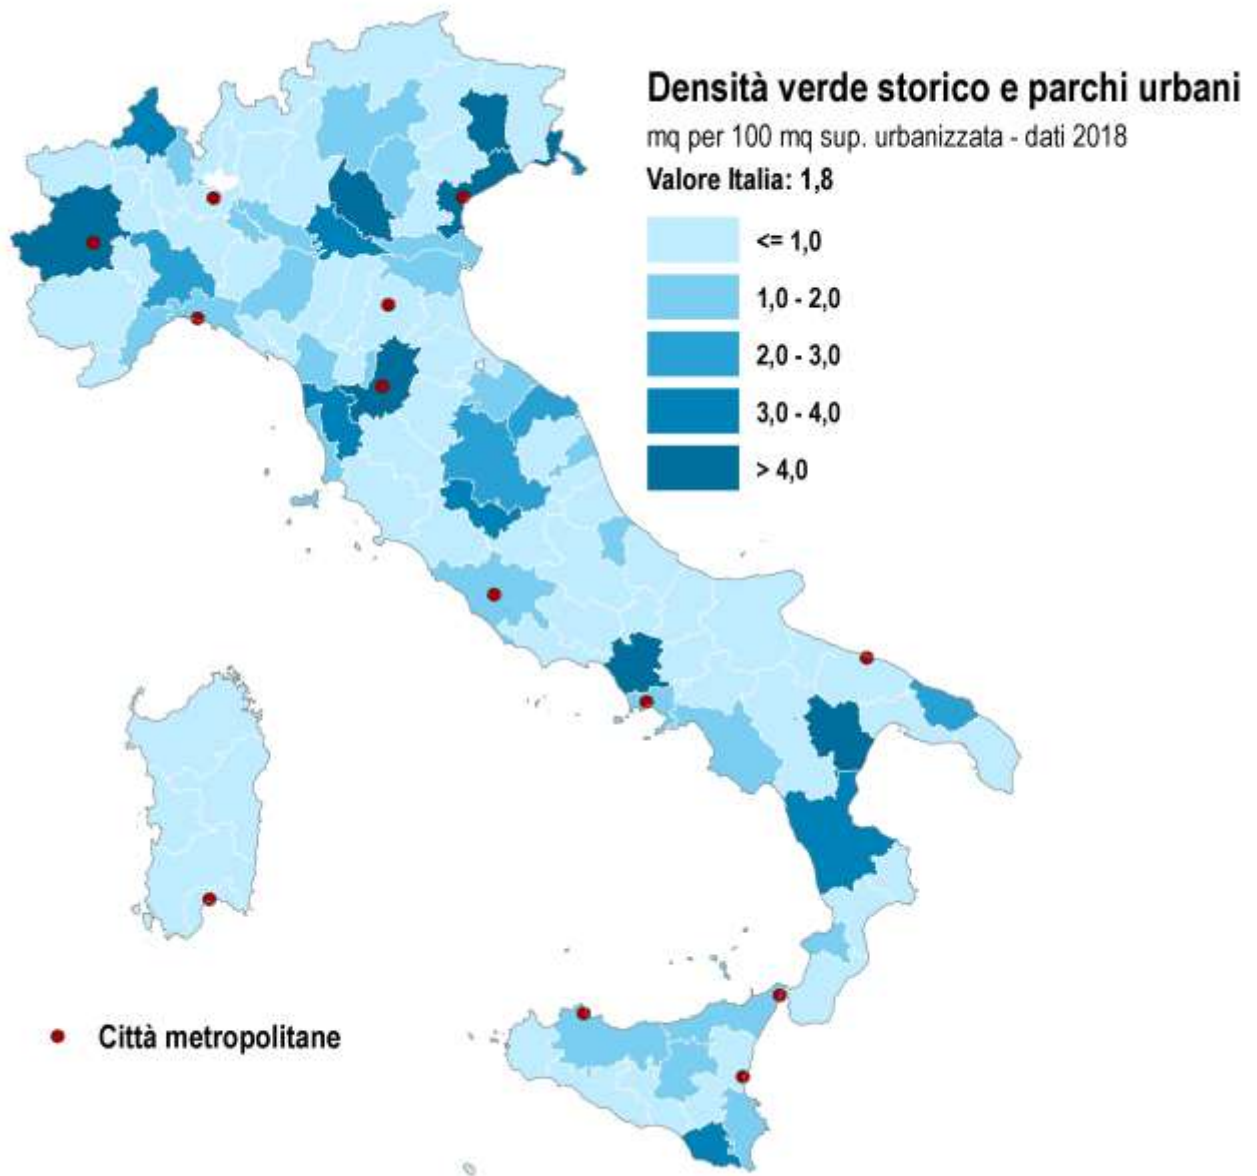 Densità verde storico e parchi urbani
mq per 100 mq sup. urbanizzata - dati 2018
Valore Italia: 1,8
<= 1,0
1,0 - 2,0
2,0 - 3,0
3,0 - 4,0
> 4,0
Città metropolitane